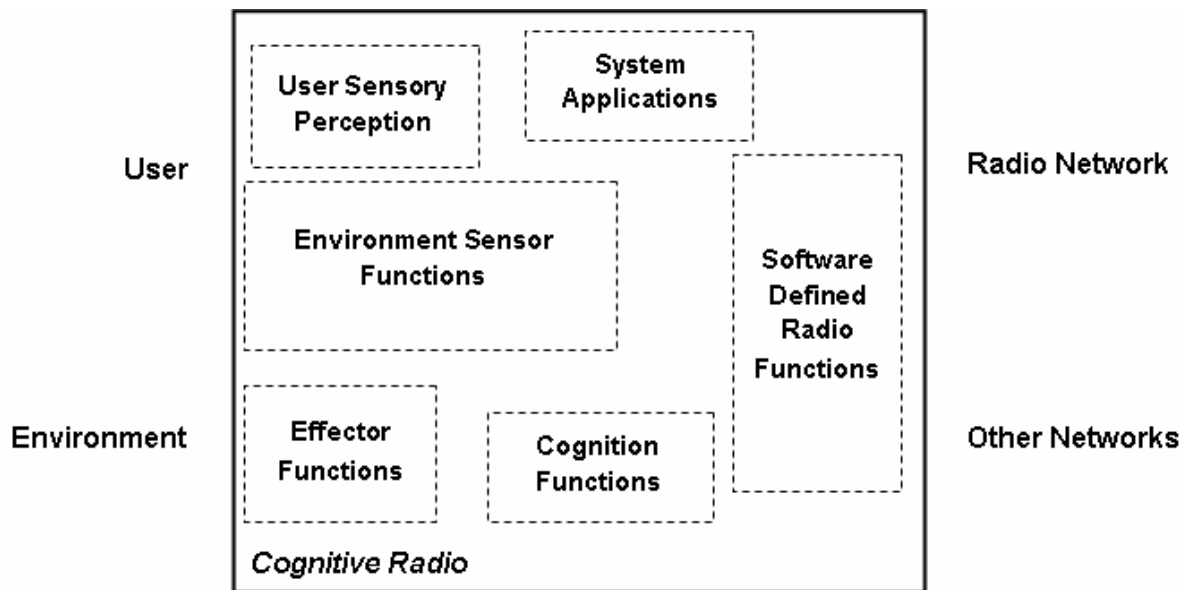 User Sensory
Perception
System
Applications
User
Radio Network
Environment Sensor
Functions
Software
Defined
Radio
Functions
Environment
Effector
Functions
Cognition
Functions
Other Networks
Cognitive Radio